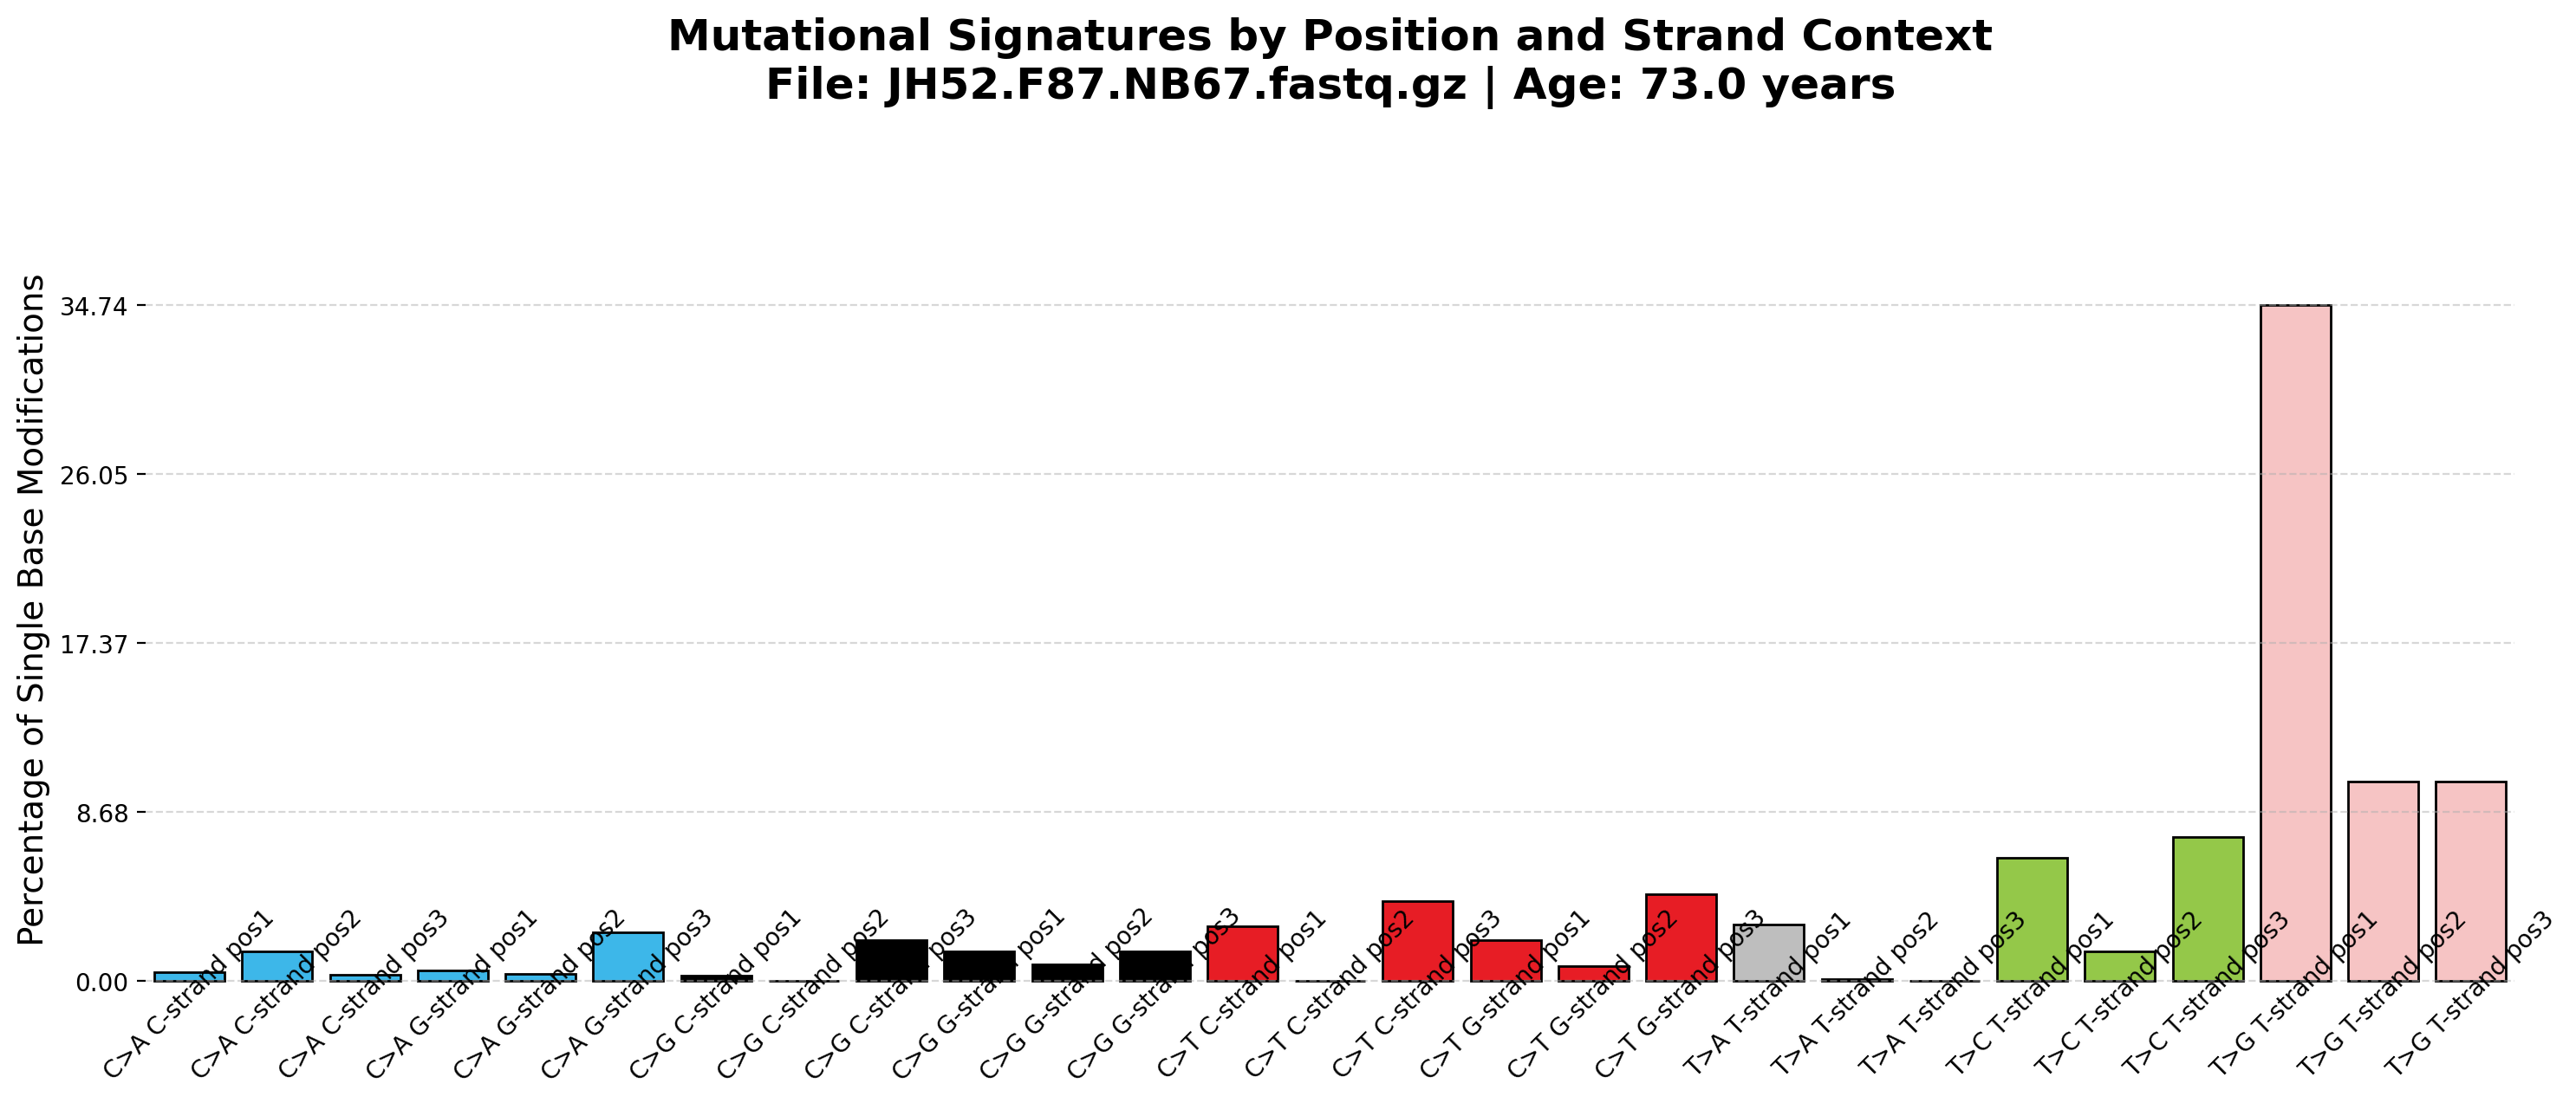 Mutational Signatures by Position and Strand Context
File: JH52.F87.NB67.fastq.gz | Age: 73.0 years
Percentage of Single Base Modifications
34.74
26.05
17.37
8.68
0.00
C>A C-strand pos1
C>A C-strand pos2
C>A C-strand pos3
C>A G-strand pos1
C>A G-strand pos2
C>A G-strand pos3
C>G C-strand pos1
C>G C-strand pos2
C>G C-strand pos3
C>G G-strand pos1
C>G G-strand pos2
C>G G-strand pos3
C>T C-strand pos1
C>T C-strand pos2
C>T C-strand pos3
C>T G-strand pos1
C>T G-strand pos2
C>T G-strand pos3
T>A T-strand pos1
T>A T-strand pos2
T>A T-strand pos3
T>C T-strand pos1
T>C T-strand pos2
T>C T-strand pos3
T>G T-strand pos1
T>G T-strand pos2
T>G T-strand pos3